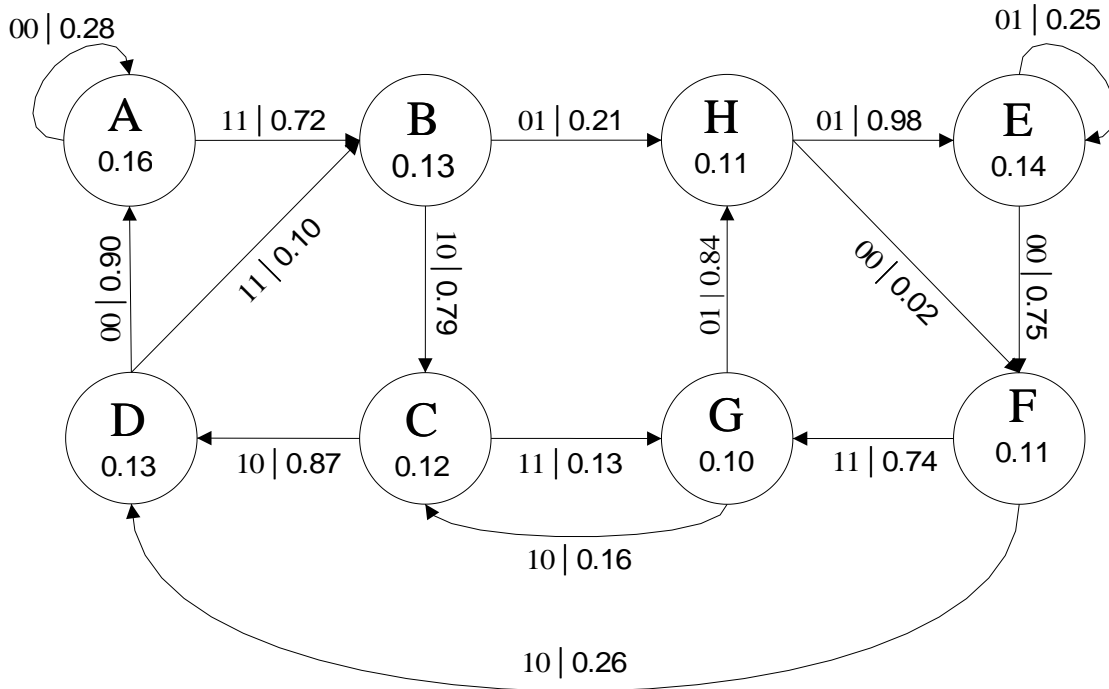 00 | 0.28
01 | 0.25
A
0.16
11 | 0.72
B
0.13
01 | 0.21
H
0.11
01 | 0.98
E
0.14
00 | 0.90
11 | 0.10
10 | 0.79
01 | 0.84
00 | 0.02
00 | 0.75
D
0.13
10 | 0.87
C
0.12
11 | 0.13
G
0.10
11 | 0.74
F
0.11
10 | 0.16
10 | 0.26